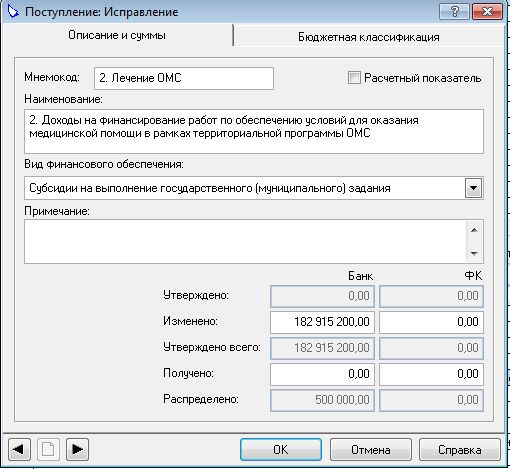 Поступление: Исправление
Описание и суммы
Бюджетная классификация
Мнемокод: 2. Лечение ОМС
Расчетный показатель
Наименование:
2. Доходы на финансирование работ по обеспечению условий для оказания
медицинской помощи в рамках территориальной программы ОМС
Вид финансового обеспечения:
Субсидии на выполнение государственного (муниципального) задания
Примечание:
Банк ФК
Утверждено: 0,00 0,00
Изменено: 182 915 200,00 0,00
Утверждено всего: 182 915 200,00 0,00
Получено: 0,00 0,00
Распределено: 500 000,00 0,00
OK Отмена Справка